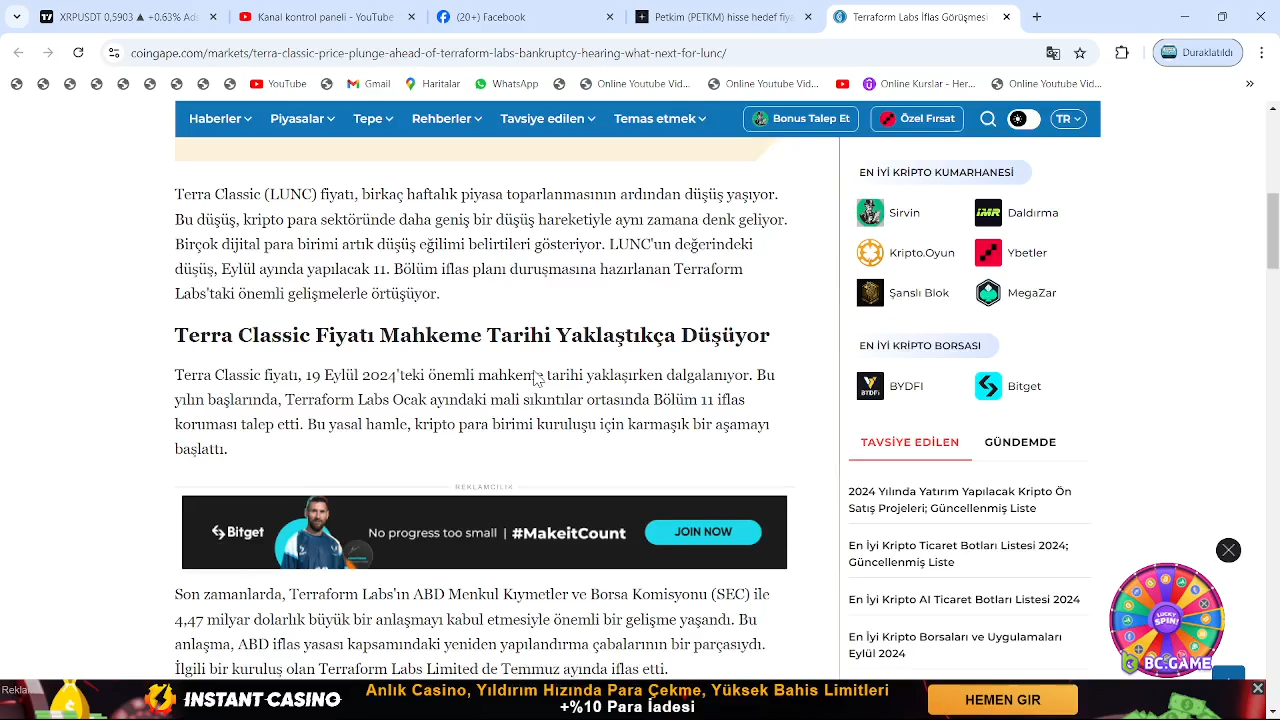 XRPUSDT 0,59 ▲ +0.63% Ads
Kanal kontrol paneli - YouTube
(20+) Facebook
Petkim (PETKM) hisse hedef fiya
Terra Labs İflas Görüşmesi
coingape.com/markets/terra-classic-price-plunge-ahead-of-terraform-labs-bankruptcy-hearing-what-next-for-lunc/
Duraklatıldı
YouTube
Gmail
Haritalar
WhatsApp
Online Youtube Vid...
Online Youtube Vid...
Online Kurslar - Her...
Online Youtube Vid...
Haberler
Piyasalar
Tepe
Rehberler
Tavsiye edilen
Temas etmek
Bonus Talep Et
Özel Fırsat
TR
Terra Classic (LUNC) fiyatı, birkaç haftalık piyasa toparlanmasının ardından düşüş yaşıyor.
Bu düşüş, kripto para sektöründe daha geniş bir düşüş hareketiyle aynı zamana denk geliyor.
Birçok dijital para birimi artık düşüş eğilimi belirtileri gösteriyor. LUNC'un değerindeki
düşüş, Eylül ayında yapılacak 11. Bölüm iflas planı duruşmasına hazırlanan Terraform
Labs'taki önemli gelişmelerle örtüşüyor.
Terra Classic Fiyatı Mahkeme Tarihi Yaklaştıkça Düşüyor
Terra Classic fiyatı, 19 Eylül 2024'teki önemli mahkeme tarihi yaklaşırken dalgalanıyor. Bu
yılın başlarında, Terraform Labs Ocak ayındaki mali sıkıntılar ortasında Bölüm 11 iflas
koruması talep etti. Bu yasal hamle, kripto para birimi kuruluşu için karmaşık bir aşamayı
başlattı.
REKLAMCILIK
Bitget
No progress too small | #MakeitCount
JOIN NOW
Son zamanlarda, Terraform Labs'ın ABD Menkul Kıymetler ve Borsa Komisyonu (SEC) ile
4,47 milyar dolarlık büyük bir anlaşmayı kabul etmesiyle önemli bir gelişme yaşandı. Bu
anlaşma, ABD iflas yasası kapsamındaki yeniden yapılandırma çabalarının bir parçasıydı.
İlgili bir kuruluş olan Terraform Labs Limited de Temmuz ayında iflas etti.
EN İYİ KRİPTO KUMARHANESİ
Sirvin
Daldırma
Kripto.Oyun
Ybetler
Şanslı Blok
MegaZar
EN İYİ KRİPTO BORSASI
BYDFI
Bitget
TAVSİYE EDİLEN
GÜNDEMDE
2024 Yılında Yatırım Yapılacak Kripto Ön
Satış Projeleri; Güncellenmiş Liste
En İyi Kripto Ticaret Botları Listesi 2024;
Güncellenmiş Liste
En İyi Kripto AI Ticaret Botları Listesi 2024
En İyi Kripto Borsaları ve Uygulamaları
Eylül 2024
LUCKY
SPIN!
BC.GAME
Reklam
INSTANT CASINO
Anlık Casino, Yıldırım Hızında Para Çekme, Yüksek Bahis Limitleri
+%10 Para İadesi
HEMEN GIR